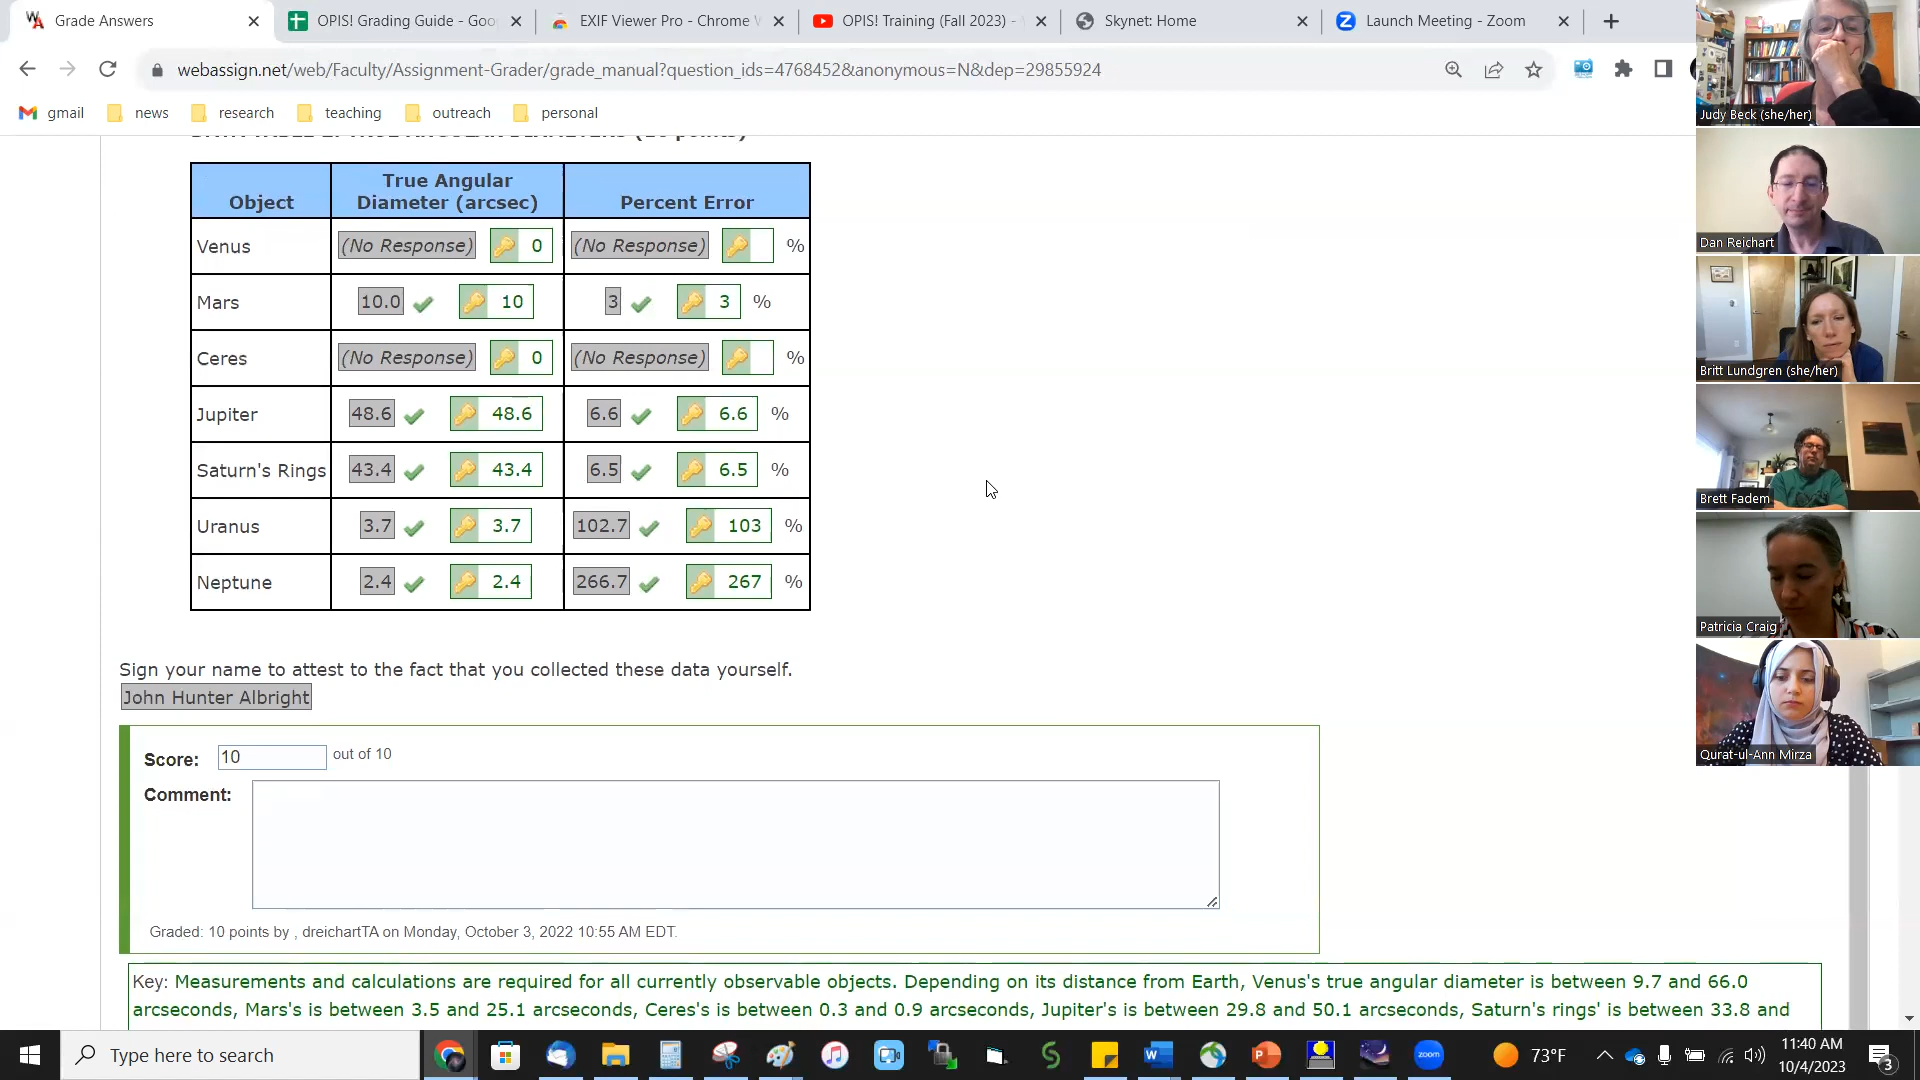 Grade Answers
OPIS! Grading Guide - Goo
EXIF Viewer Pro - Chrome W
OPIS! Training (Fall 2023) -
Skynet: Home
Launch Meeting - Zoom
webassign.net/web/Faculty/Assignment-Grader/grade_manual?question_ids=4768452&anonymous=N&dep=29855924
gmail news research teaching outreach personal
Object True Angular Diameter (arcsec) Percent Error
Venus (No Response) 0 (No Response) %
Mars 10.0 10 3 3 %
Ceres (No Response) 0 (No Response) %
Jupiter 48.6 48.6 6.6 6.6 %
Saturn's Rings 43.4 43.4 6.5 6.5 %
Uranus 3.7 3.7 102.7 103 %
Neptune 2.4 2.4 266.7 267 %
Sign your name to attest to the fact that you collected these data yourself.
John Hunter Albright
Score: 10 out of 10
Comment:
Graded: 10 points by , dreichartTA on Monday, October 3, 2022 10:55 AM EDT.
Key: Measurements and calculations are required for all currently observable objects. Depending on its distance from Earth, Venus's true angular diameter is between 9.7 and 66.0
arcseconds, Mars's is between 3.5 and 25.1 arcseconds, Ceres's is between 0.3 and 0.9 arcseconds, Jupiter's is between 29.8 and 50.1 arcseconds, Saturn's rings' is between 33.8 and
Judy Beck (she/her)
Dan Reichart
Britt Lundgren (she/her)
Brett Fadem
Patricia Craig
Qurat-ul-Ann Mirza
Type here to search
zoom
73°F
11:40 AM
10/4/2023
3